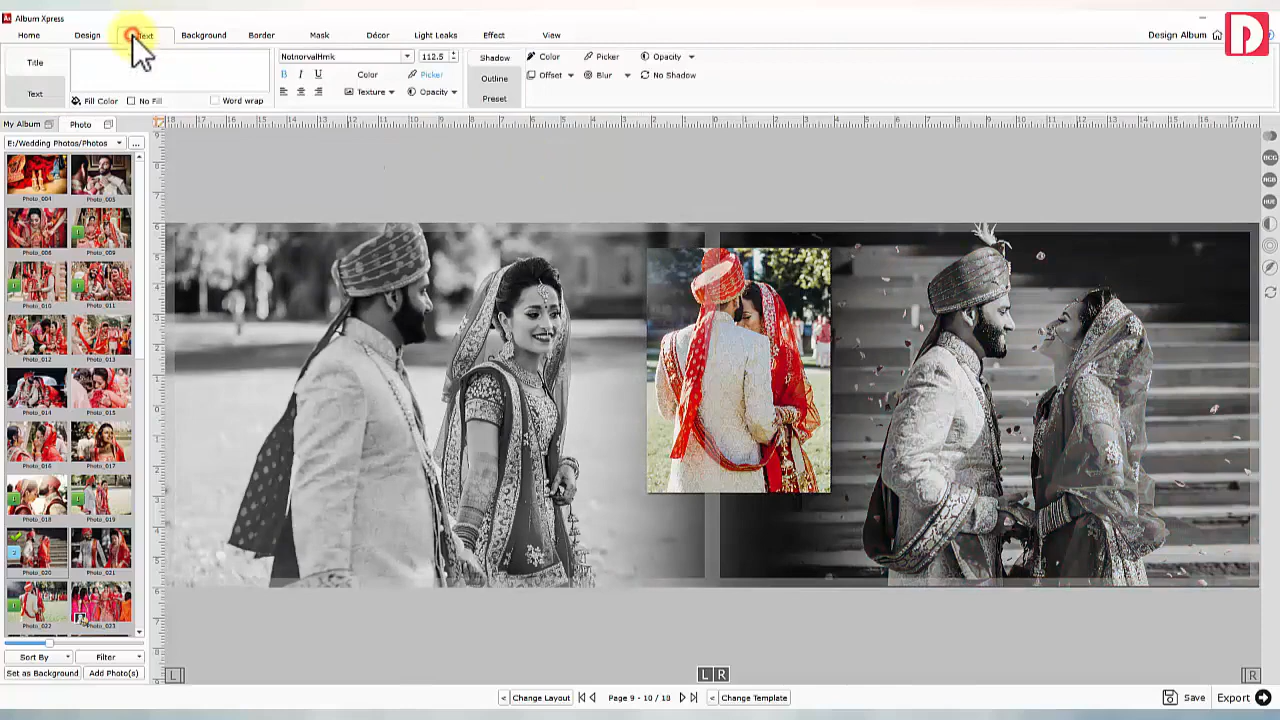 Album Xpress
Home Design Text Background Border Mask Décor Light Leaks Effect View Design Album
Title
Text
Fill Color No Fill Word wrap
NotnorvalHmk 112.5
B I U Color Picker
Texture Opacity
Shadow
Outline
Preset
Color Picker Opacity
Offset Blur No Shadow
My Album Photo
E:/Wedding Photos/Photos ...
Photo_004 Photo_005
Photo_008 Photo_009
Photo_010 Photo_011
Photo_012 Photo_013
Photo_014 Photo_015
Photo_016 Photo_017
Photo_018 Photo_019
Photo_020 Photo_021
Photo_022 Photo_023
Sort By Filter
Set as Background Add Photo(s)
L L R R
< Change Layout Page 9 - 10 / 18 < Change Template Save Export